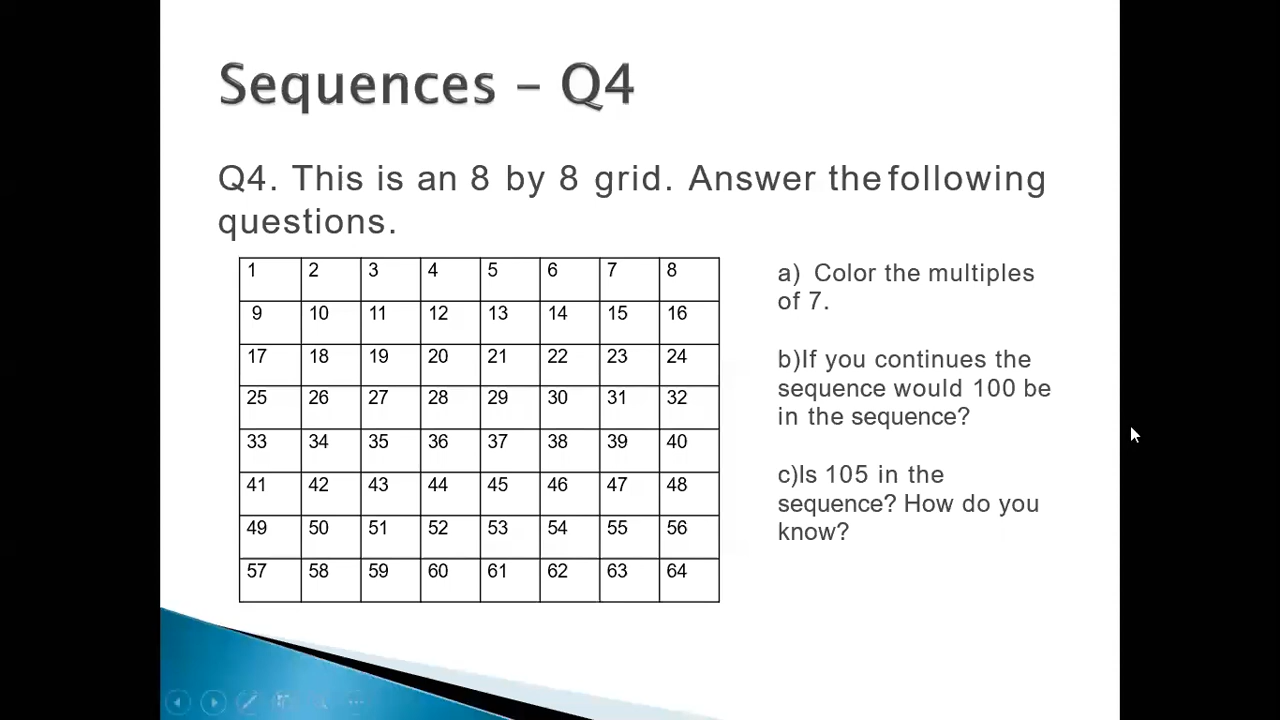 Sequences – Q4
Q4. This is an 8 by 8 grid. Answer the following
questions.
1 2 3 4 5 6 7 8
9 10 11 12 13 14 15 16
17 18 19 20 21 22 23 24
25 26 27 28 29 30 31 32
33 34 35 36 37 38 39 40
41 42 43 44 45 46 47 48
49 50 51 52 53 54 55 56
57 58 59 60 61 62 63 64
a) Color the multiples
of 7.
b)If you continues the
sequence would 100 be
in the sequence?
c)Is 105 in the
sequence? How do you
know?